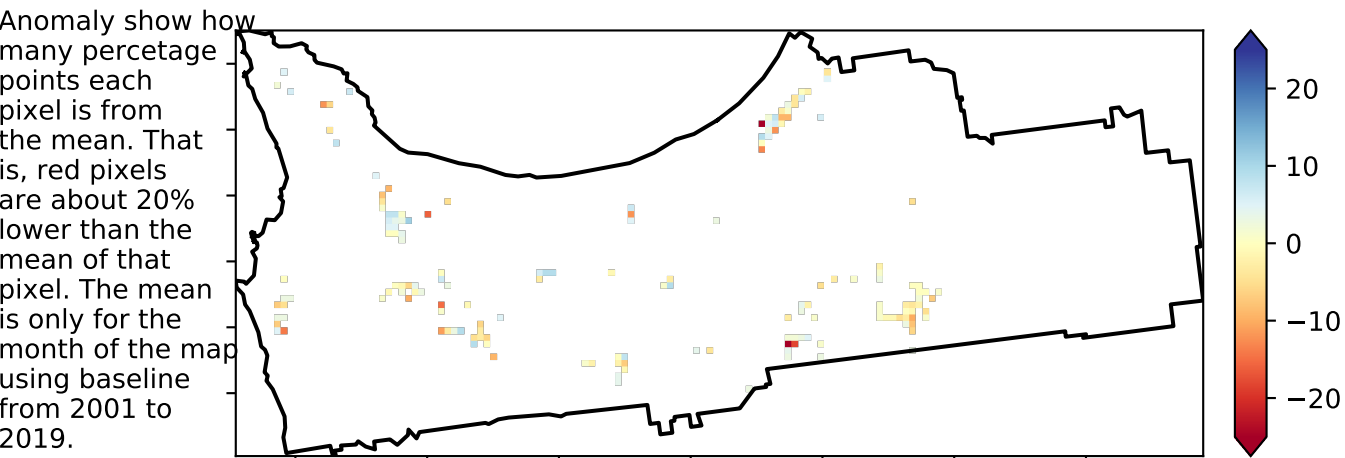 Anomaly show how
many percetage
points each
pixel is from
the mean. That
is, red pixels
are about 20%
lower than the
mean of that
pixel. The mean
is only for the
month of the map
using baseline
from 2001 to
2019.
20
10
0
−10
−20